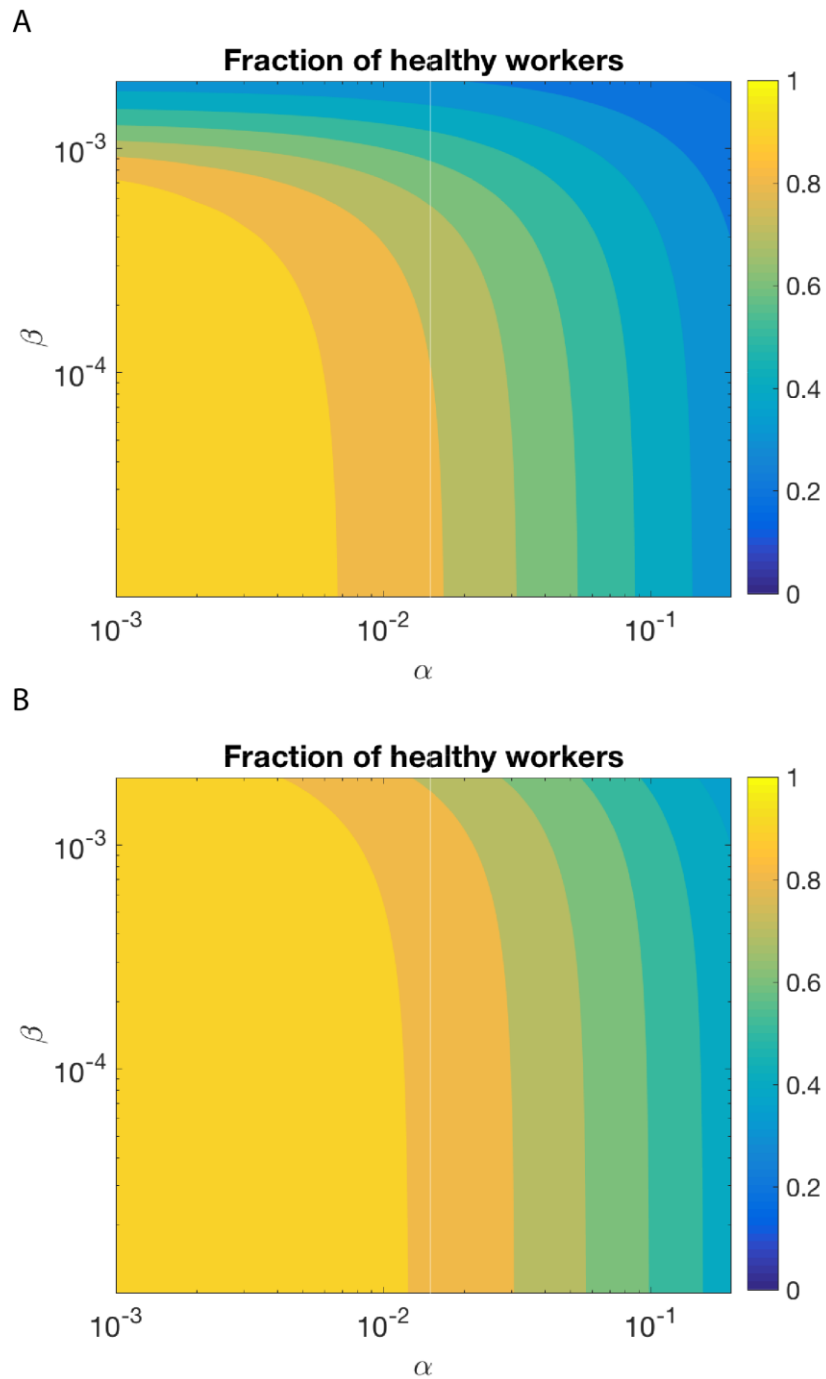 A
Fraction of healthy workers
1
0.8
0.6
0.4
0.2
0
10⁻³
10⁻⁴
β
10⁻³ 10⁻² 10⁻¹
α
B
Fraction of healthy workers
1
0.8
0.6
0.4
0.2
0
10⁻³
10⁻⁴
β
10⁻³ 10⁻² 10⁻¹
α